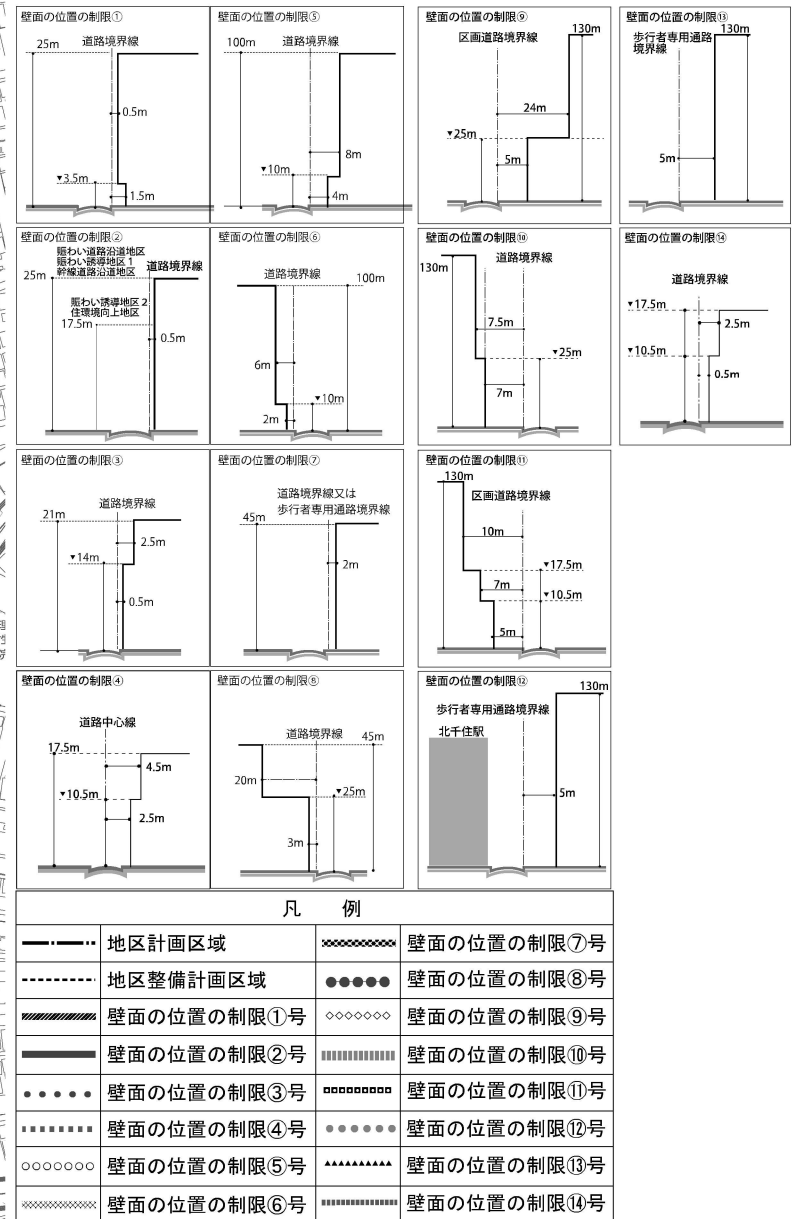 壁面の位置の制限①
25m
道路境界線
0.5m
▼3.5m
1.5m
壁面の位置の制限⑤
100m
道路境界線
8m
▼10m
4m
壁面の位置の制限⑨
130m
区画道路境界線
24m
▼25m
5m
壁面の位置の制限⑬
130m
歩行者専用通路
境界線
5m
壁面の位置の制限②
賑わい道路沿道地区
賑わい誘導地区1
幹線道路沿道地区
道路境界線
25m
賑わい誘導地区2
住環境向上地区
17.5m
0.5m
壁面の位置の制限⑥
道路境界線
100m
6m
▼10m
2m
壁面の位置の制限⑩
道路境界線
130m
7.5m
▼25m
7m
壁面の位置の制限⑭
道路境界線
▼17.5m
2.5m
▼10.5m
0.5m
壁面の位置の制限③
道路境界線
21m
2.5m
▼14m
0.5m
壁面の位置の制限⑦
道路境界線又は
歩行者専用通路境界線
45m
2m
壁面の位置の制限⑪
130m
区画道路境界線
10m
▼17.5m
7m
▼10.5m
5m
壁面の位置の制限④
道路中心線
17.5m
4.5m
▼10.5m
2.5m
壁面の位置の制限⑧
道路境界線
45m
20m
▼25m
3m
壁面の位置の制限⑫
130m
歩行者専用通路境界線
北千住駅
5m
凡 例
地区計画区域
壁面の位置の制限⑦号
地区整備計画区域
壁面の位置の制限⑧号
壁面の位置の制限①号
壁面の位置の制限⑨号
壁面の位置の制限②号
壁面の位置の制限⑩号
壁面の位置の制限③号
壁面の位置の制限⑪号
壁面の位置の制限④号
壁面の位置の制限⑫号
壁面の位置の制限⑤号
壁面の位置の制限⑬号
壁面の位置の制限⑥号
壁面の位置の制限⑭号